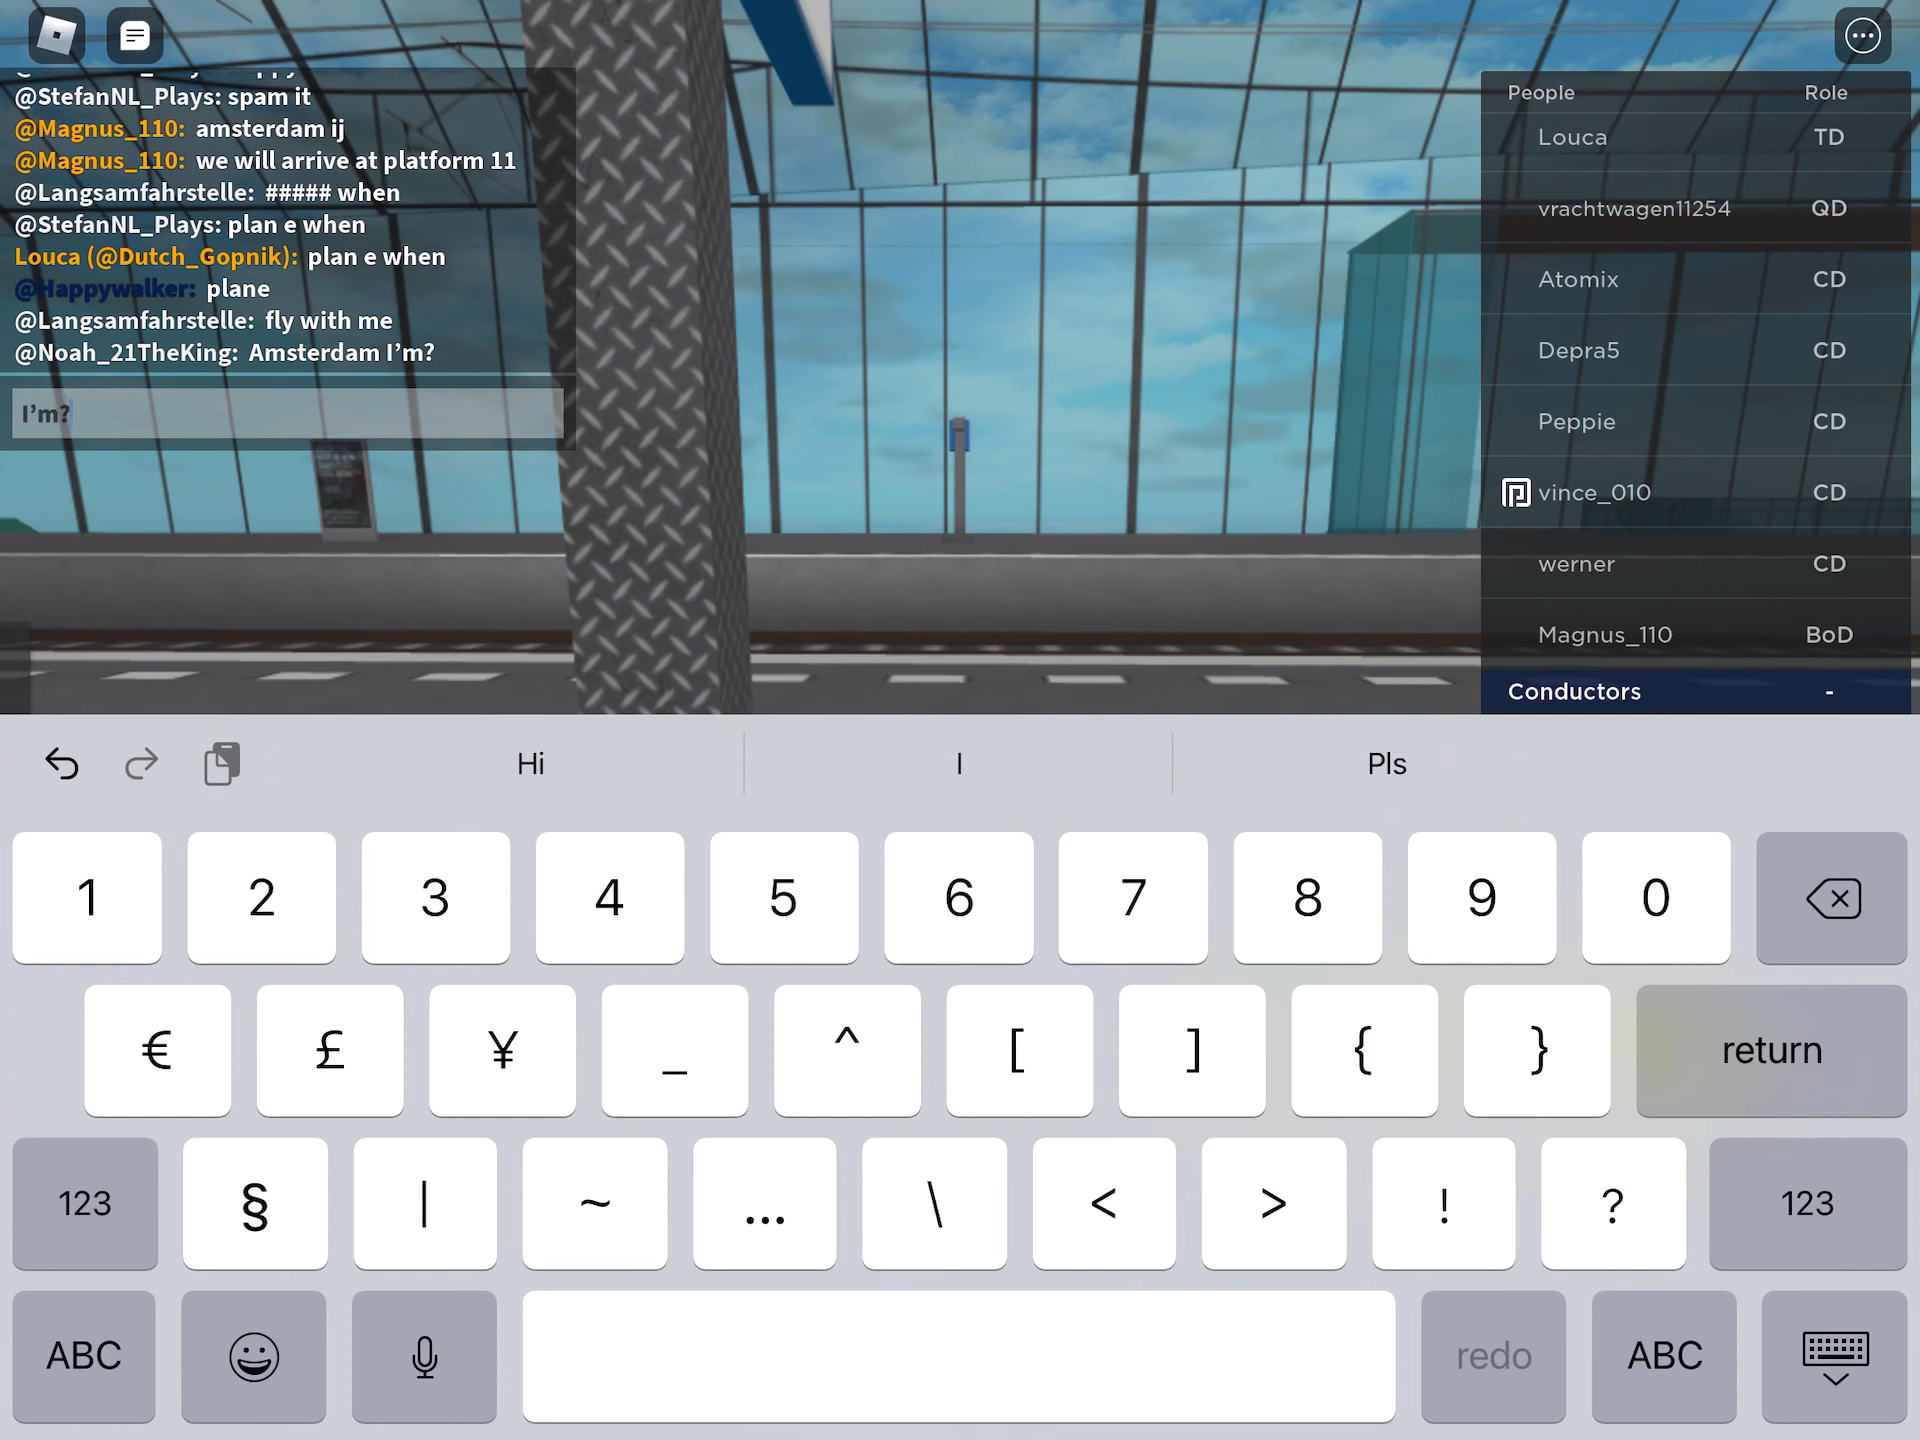 @StefanNL_Plays: spam it
@Magnus_110: amsterdam ij
@Magnus_110: we will arrive at platform 11
@Langsamfahrstelle: ##### when
@StefanNL_Plays: plan e when
Louca (@Dutch_Gopnik): plan e when
@Happywalker: plane
@Langsamfahrstelle: fly with me
@Noah_21TheKing: Amsterdam I'm?
I'm?
People Role
Louca TD
vrachtwagen11254 QD
Atomix CD
Depra5 CD
Peppie CD
vince_010 CD
werner CD
Magnus_110 BoD
Conductors -
Hi I Pls
1 2 3 4 5 6 7 8 9 0
€ £ ¥ _ ^ [ ] { } return
123 § | ~ ... \ < > ! ? 123
ABC redo ABC